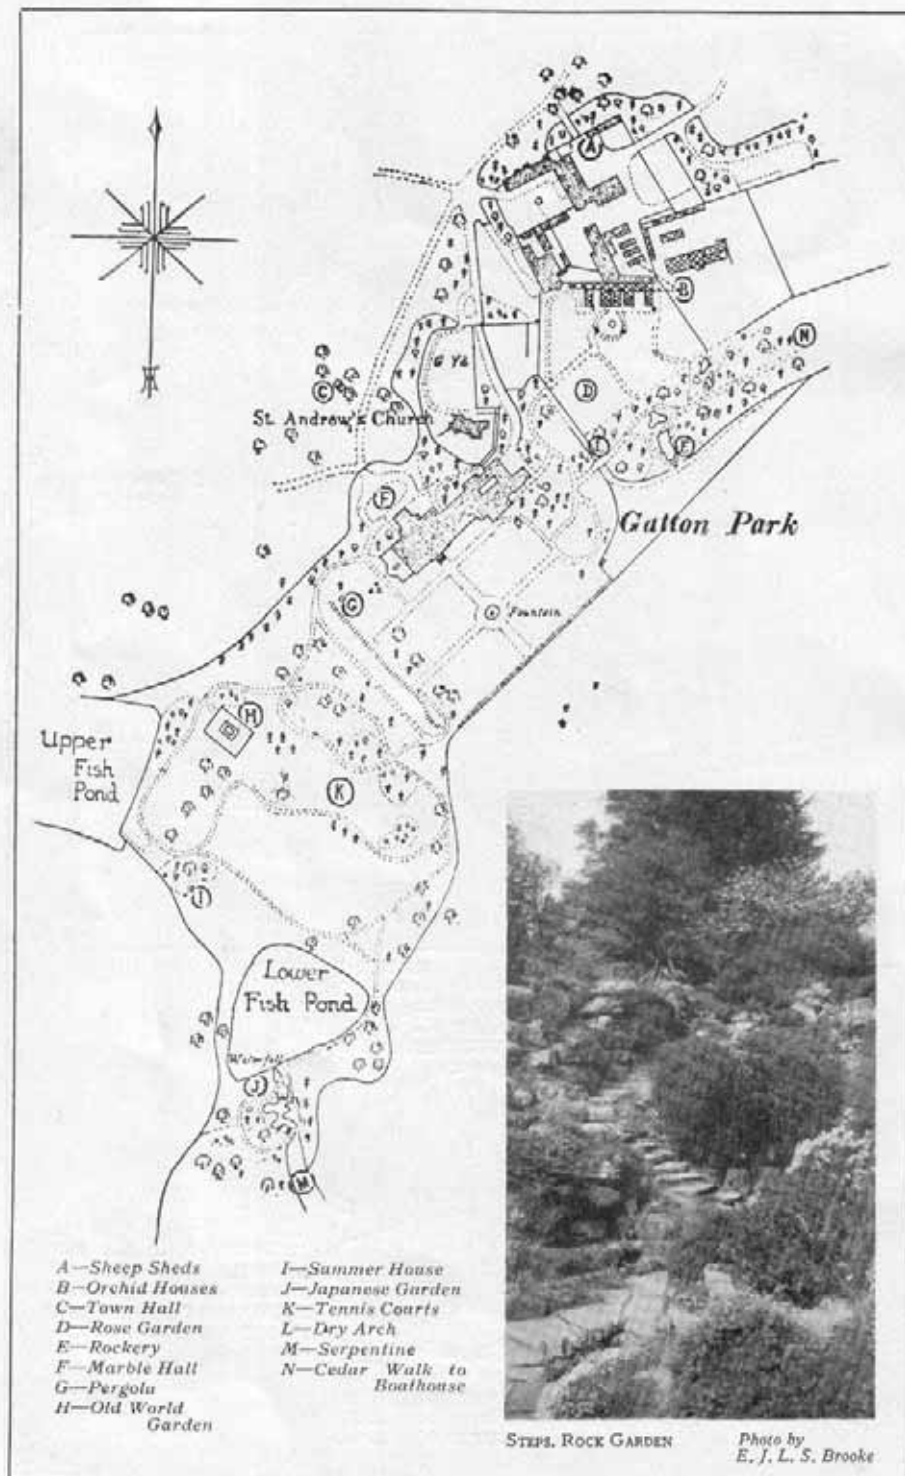 A
B
N
G Yd
C
D
St. Andrew's Church
L
E
F
Gatton Park
G
Fountain
H
Upper
Fish
Pond
K
I
Lower
Fish Pond
Waterfall
J
M
A—Sheep Sheds
B—Orchid Houses
C—Town Hall
D—Rose Garden
E—Rockery
F—Marble Hall
G—Pergola
H—Old World
Garden
I—Summer House
J—Japanese Garden
K—Tennis Courts
L—Dry Arch
M—Serpentine
N—Cedar Walk to
Boathouse
STEPS, ROCK GARDEN
Photo by
E. J. L. S. Brooke